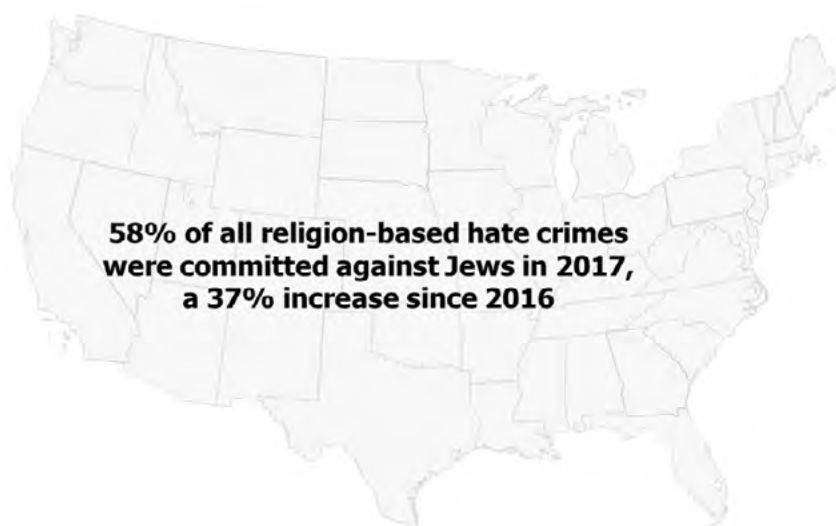 58% of all religion-based hate crimes
were committed against Jews in 2017,
a 37% increase since 2016